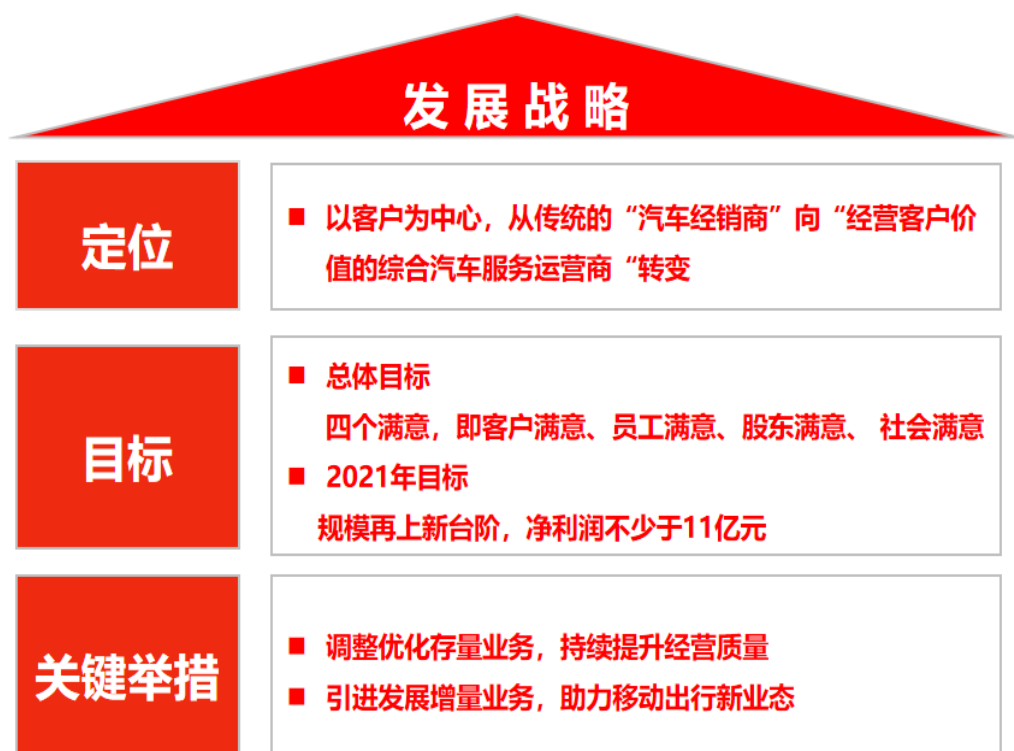 发展战略
定位
■ 以客户为中心，从传统的“汽车经销商”向“经营客户价
值的综合汽车服务运营商“转变
目标
■ 总体目标
四个满意，即客户满意、员工满意、股东满意、 社会满意
■ 2021年目标
规模再上新台阶，净利润不少于11亿元
关键举措
■ 调整优化存量业务，持续提升经营质量
■ 引进发展增量业务，助力移动出行新业态